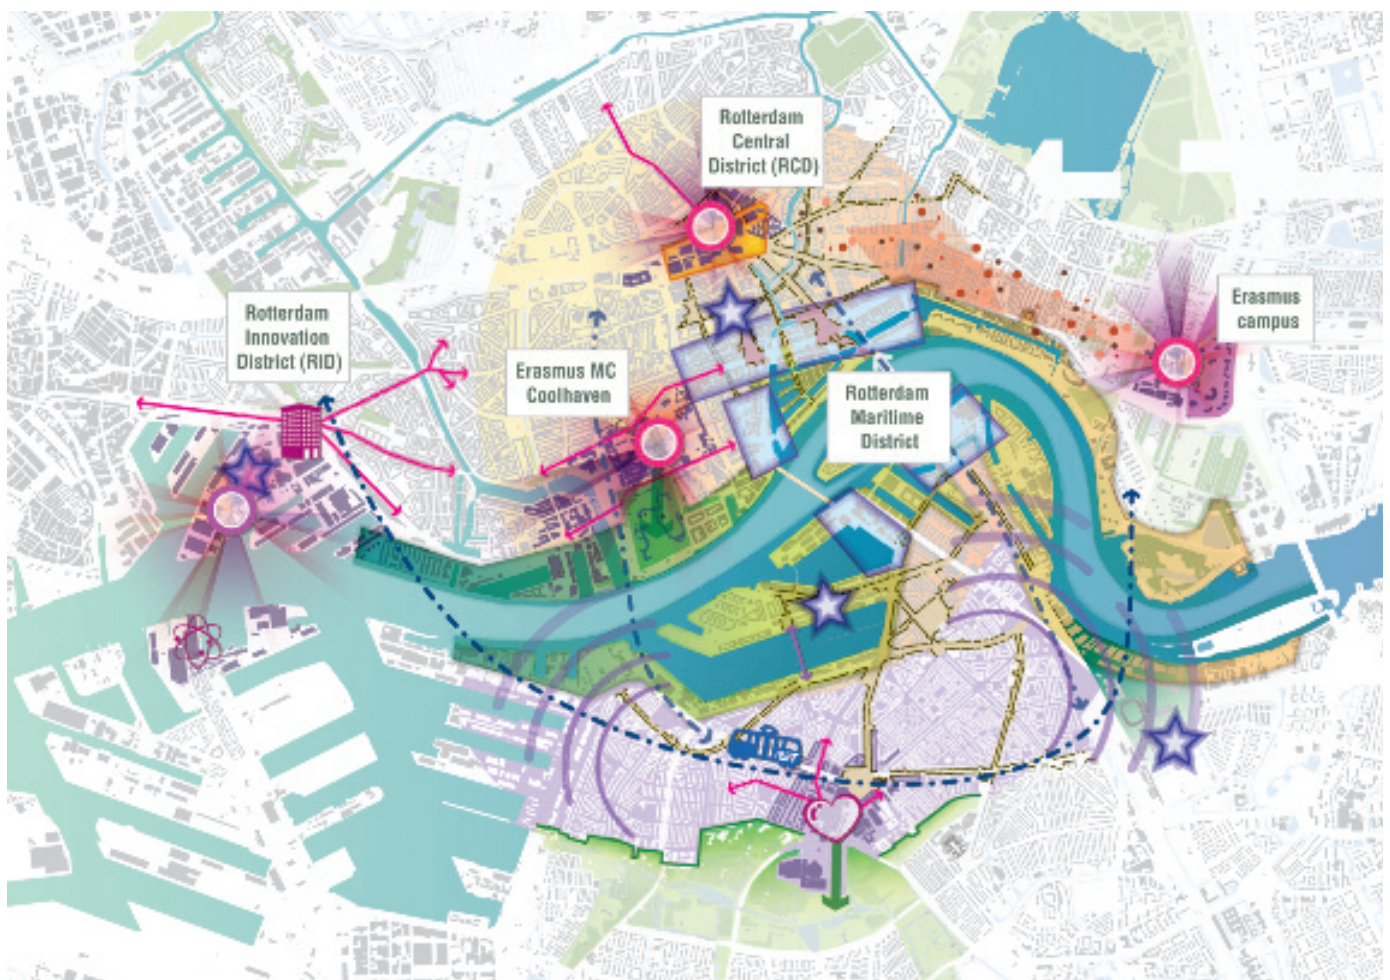 Rotterdam
Central
District (RCD)
Rotterdam
Innovation
District (RID)
Erasmus
campus
Erasmus MC
Coolhaven
Rotterdam
Maritime
District